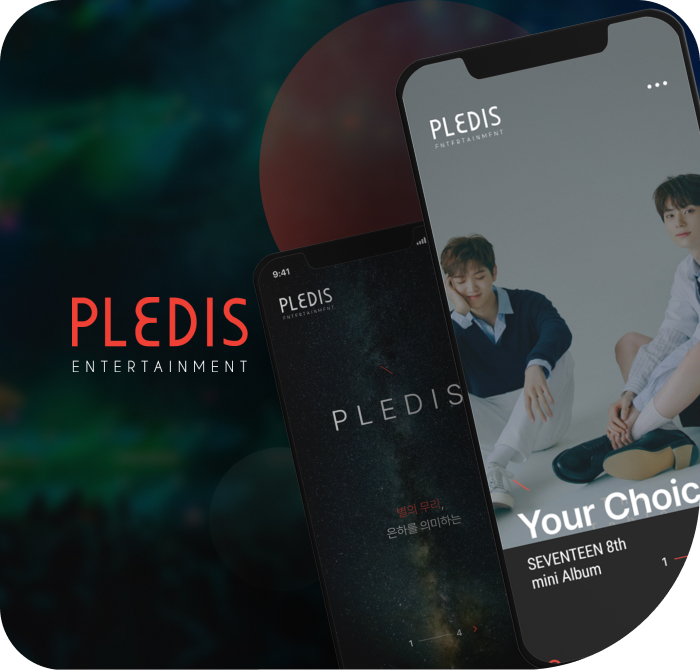 PLEDIS
ENTERTAINMENT
9:41
PLEDIS
ENTERTAINMENT
PLEDIS
별의 무리,
은하를 의미하는
1 4
PLEDIS
ENTERTAINMENT
Your Choic
SEVENTEEN 8th
mini Album
1